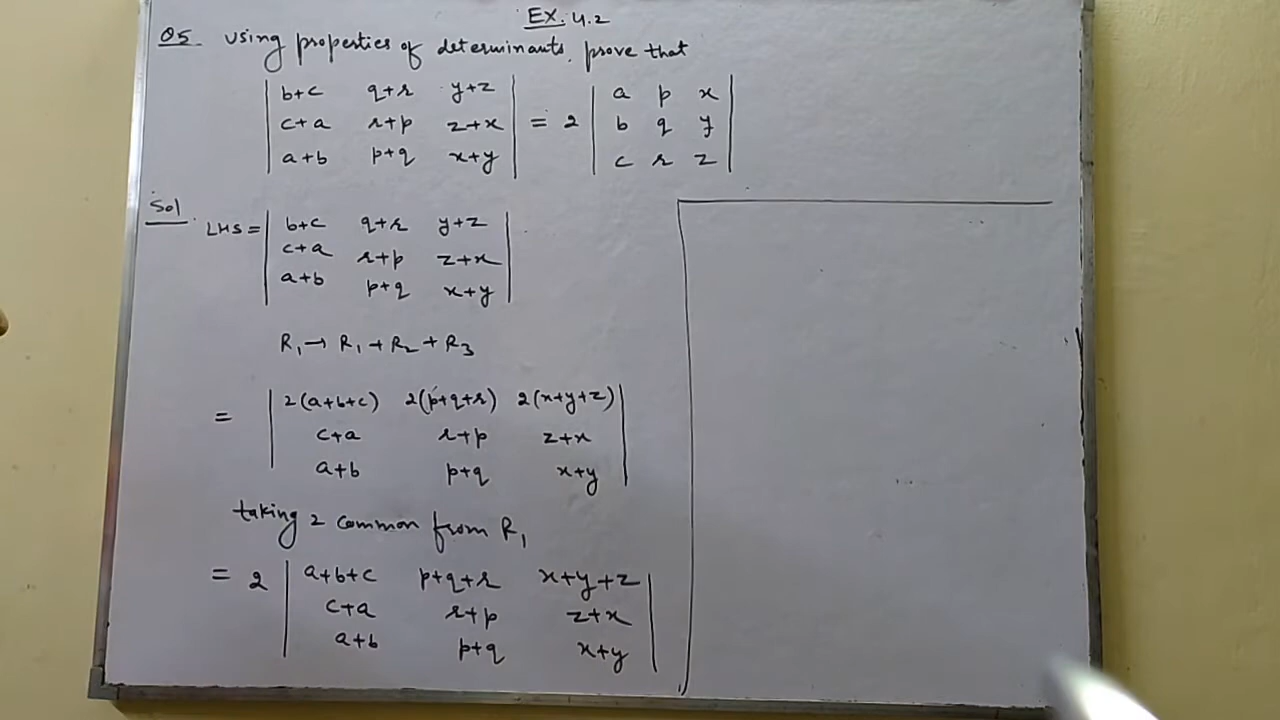 EX. 4.2
Q5. Using properties of determinants, prove that
| b+c q+r y+z | | a p x |
| c+a r+p z+x | = 2 | b q y |
| a+b p+q x+y | | c r z |
Sol
LHS = | b+c q+r y+z |
| c+a r+p z+x |
| a+b p+q x+y |
R₁→ R₁ + R₂ + R₃
= | 2(a+b+c) 2(p+q+r) 2(x+y+z) |
| c+a r+p z+x |
| a+b p+q x+y |
taking 2 common from R₁
= 2 | a+b+c p+q+r x+y+z |
| c+a r+p z+x |
| a+b p+q x+y |